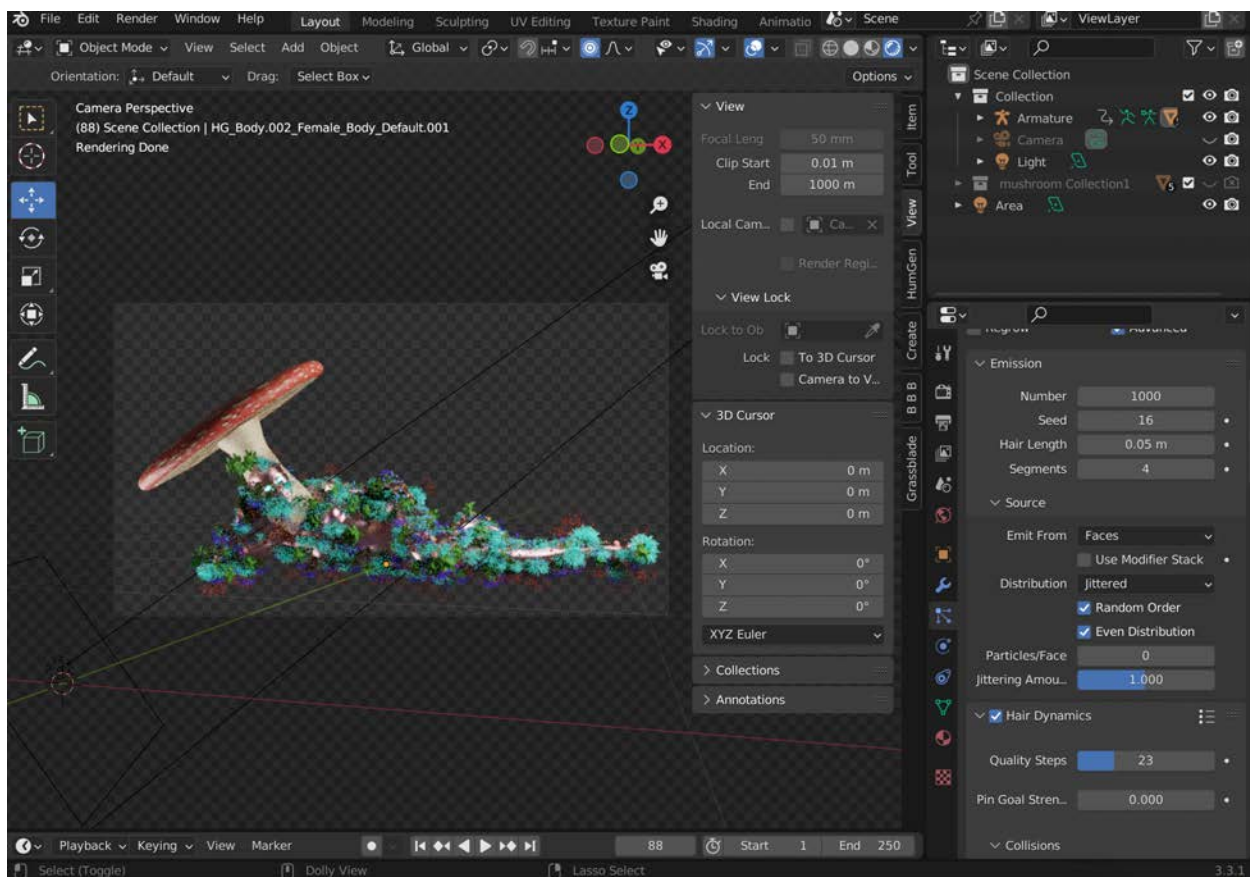 File Edit Render Window Help Layout Modeling Sculpting UV Editing Texture Paint Shading Animatio Scene ViewLayer
Object Mode View Select Add Object Global
Orientation: Default Drag: Select Box Options
Camera Perspective
(88) Scene Collection | HG_Body.002_Female_Body_Default.001
Rendering Done
Z
X
View
Focal Leng 50 mm
Clip Start 0.01 m
End 1000 m
Local Cam... Ca...
Render Regi...
View Lock
Lock to Ob
Lock To 3D Cursor
Camera to V...
3D Cursor
Location:
X 0 m
Y 0 m
Z 0 m
Rotation:
X 0°
Y 0°
Z 0°
XYZ Euler
Collections
Annotations
Item
Tool
View
HumGen
Create
B B B
Grassblade
Scene Collection
Collection
Armature
Camera
Light
mushroom Collection1 5
Area
Regrow Advanced
Emission
Number 1000
Seed 16
Hair Length 0.05 m
Segments 4
Source
Emit From Faces
Use Modifier Stack
Distribution Jittered
Random Order
Even Distribution
Particles/Face 0
Jittering Amou... 1.000
Hair Dynamics
Quality Steps 23
Pin Goal Stren... 0.000
Collisions
Playback Keying View Marker 88 Start 1 End 250
Select (Toggle) Dolly View Lasso Select 3.3.1